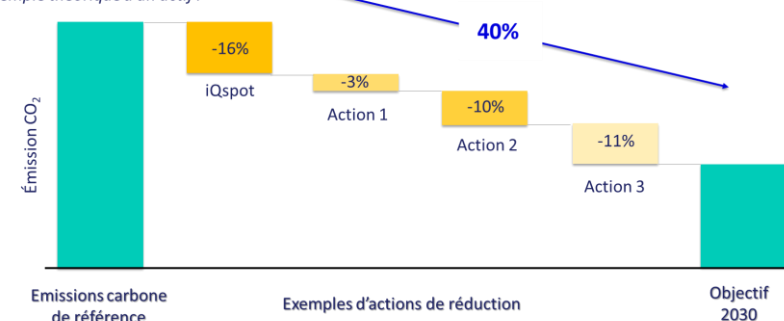 40%
-16%
iQspot
-3%
Action 1
-10%
Action 2
-11%
Action 3
Émission CO₂
Emissions carbone
de référence
Exemples d'actions de réduction
Objectif
2030